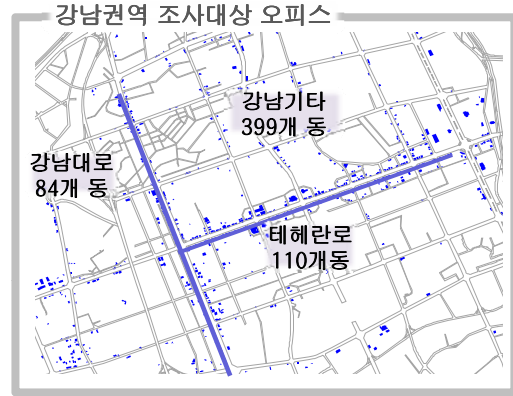 강남권역 조사대상 오피스
강남기타
399개 동
강남대로
84개 동
테헤란로
110개동